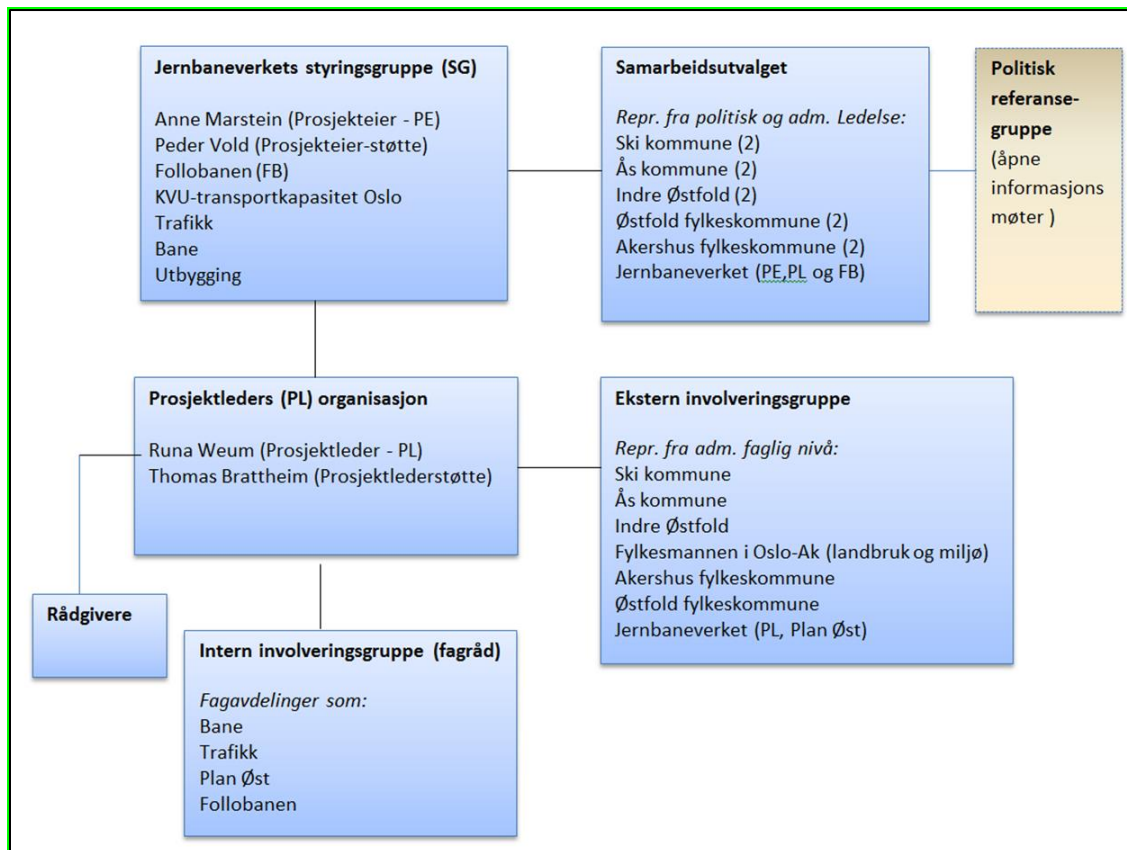 Jernbaneverkets styringsgruppe (SG)
Anne Marstein (Prosjekteier - PE)
Peder Vold (Prosjekteier-støtte)
Follobanen (FB)
KVU-transportkapasitet Oslo
Trafikk
Bane
Utbygging
Samarbeidsutvalget
Repr. fra politisk og adm. Ledelse:
Ski kommune (2)
Ås kommune (2)
Indre Østfold (2)
Østfold fylkeskommune (2)
Akershus fylkeskommune (2)
Jernbaneverket (PE,PL og FB)
Politisk
referanse-
gruppe
(åpne
informasjons
møter )
Prosjektleders (PL) organisasjon
Runa Weum (Prosjektleder - PL)
Thomas Brattheim (Prosjektlederstøtte)
Ekstern involveringsgruppe
Repr. fra adm. faglig nivå:
Ski kommune
Ås kommune
Indre Østfold
Fylkesmannen i Oslo-Ak (landbruk og miljø)
Akershus fylkeskommune
Østfold fylkeskommune
Jernbaneverket (PL, Plan Øst)
Rådgivere
Intern involveringsgruppe (fagråd)
Fagavdelinger som:
Bane
Trafikk
Plan Øst
Follobanen